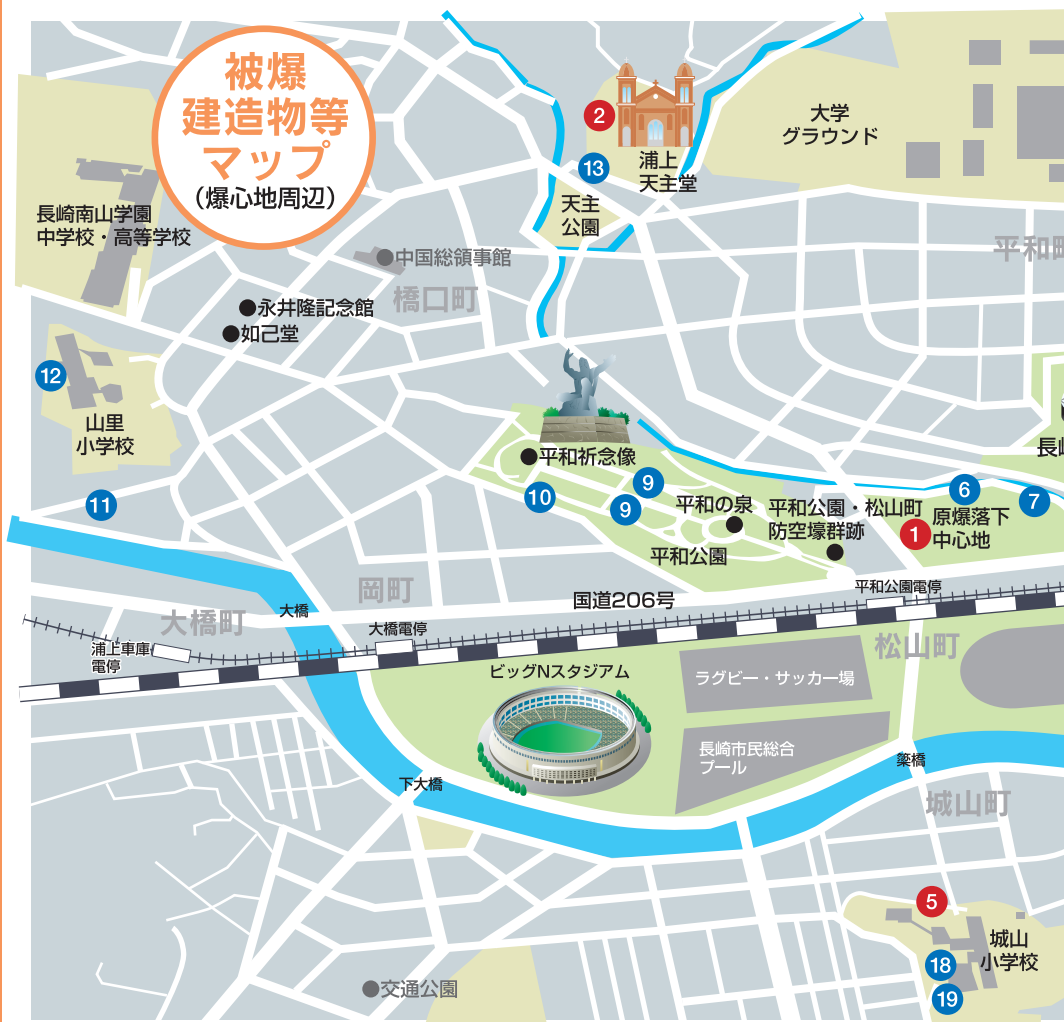 被爆
建造物等
マップ
(爆心地周辺)
2
大学
グラウンド
13
浦上
天主堂
天主
公園
長崎南山学園
中学校・高等学校
●中国総領事館
平和町
橋口町
●永井隆記念館
●如己堂
12
山里
小学校
長崎
●平和祈念像
9
10
9
11
平和の泉
平和公園・松山町
防空壕群跡
6
7
1
原爆落下
中心地
平和公園
平和公園電停
岡町
国道206号
大橋町
大橋
大橋電停
浦上車庫
電停
松山町
ビッグNスタジアム
ラグビー・サッカー場
長崎市民総合
プール
簗橋
下大橋
城山町
5
城山
小学校
18
19
●交通公園